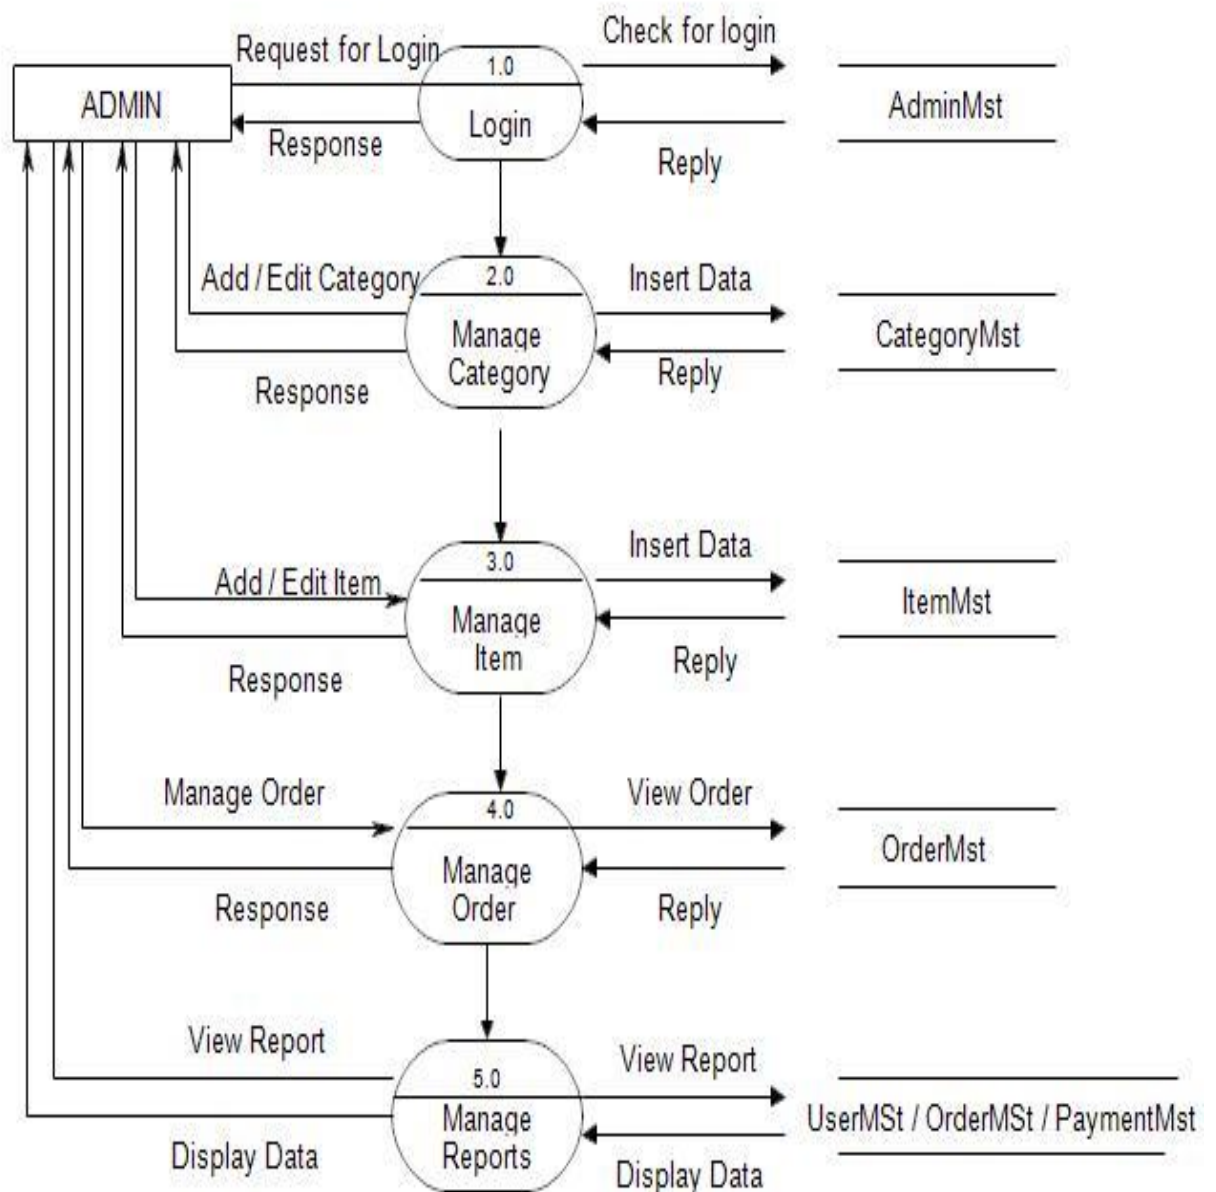 Request for Login
Check for login
1.0
ADMIN
AdminMst
Login
Response
Reply
Add / Edit Category
2.0
Insert Data
Manage
CategoryMst
Category
Response
Reply
Insert Data
3.0
Add / Edit Item
ItemMst
Manage
Item
Response
Reply
Manage Order
View Order
4.0
Manage
OrderMst
Order
Response
Reply
View Report
View Report
5.0
Manage
UserMSt / OrderMSt / PaymentMst
Reports
Display Data
Display Data